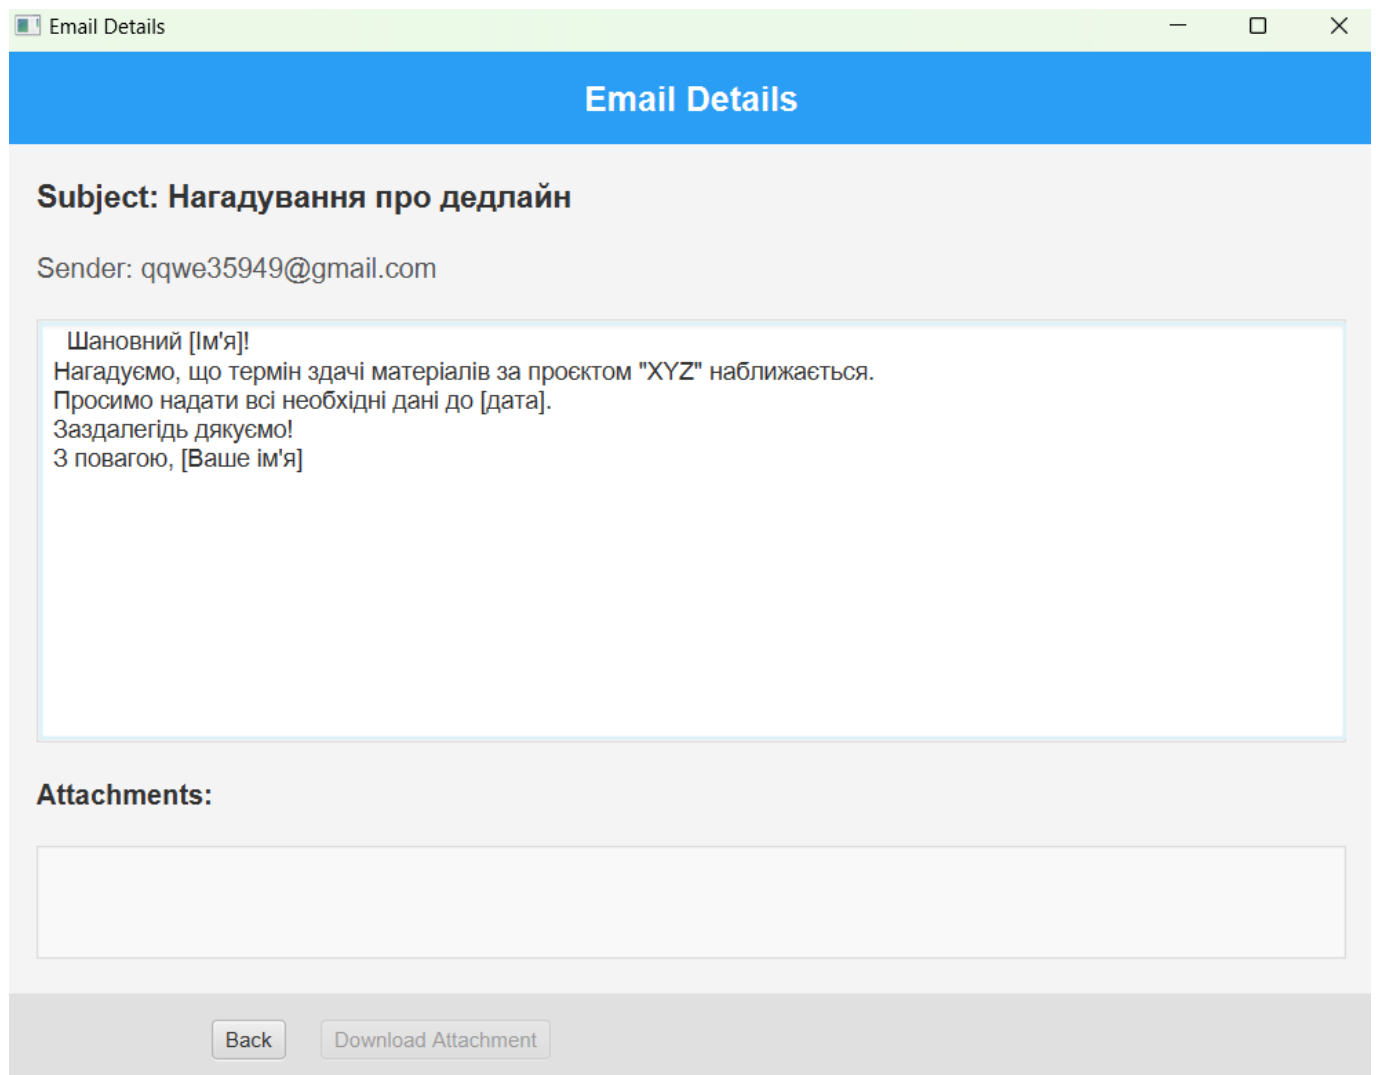 Email Details
Email Details
Subject: Нагадування про дедлайн
Sender: qqwe35949@gmail.com
Шановний [Ім'я]!
Нагадуємо, що термін здачі матеріалів за проєктом "XYZ" наближається.
Просимо надати всі необхідні дані до [дата].
Заздалегідь дякуємо!
З повагою, [Ваше ім'я]
Attachments:
Back Download Attachment